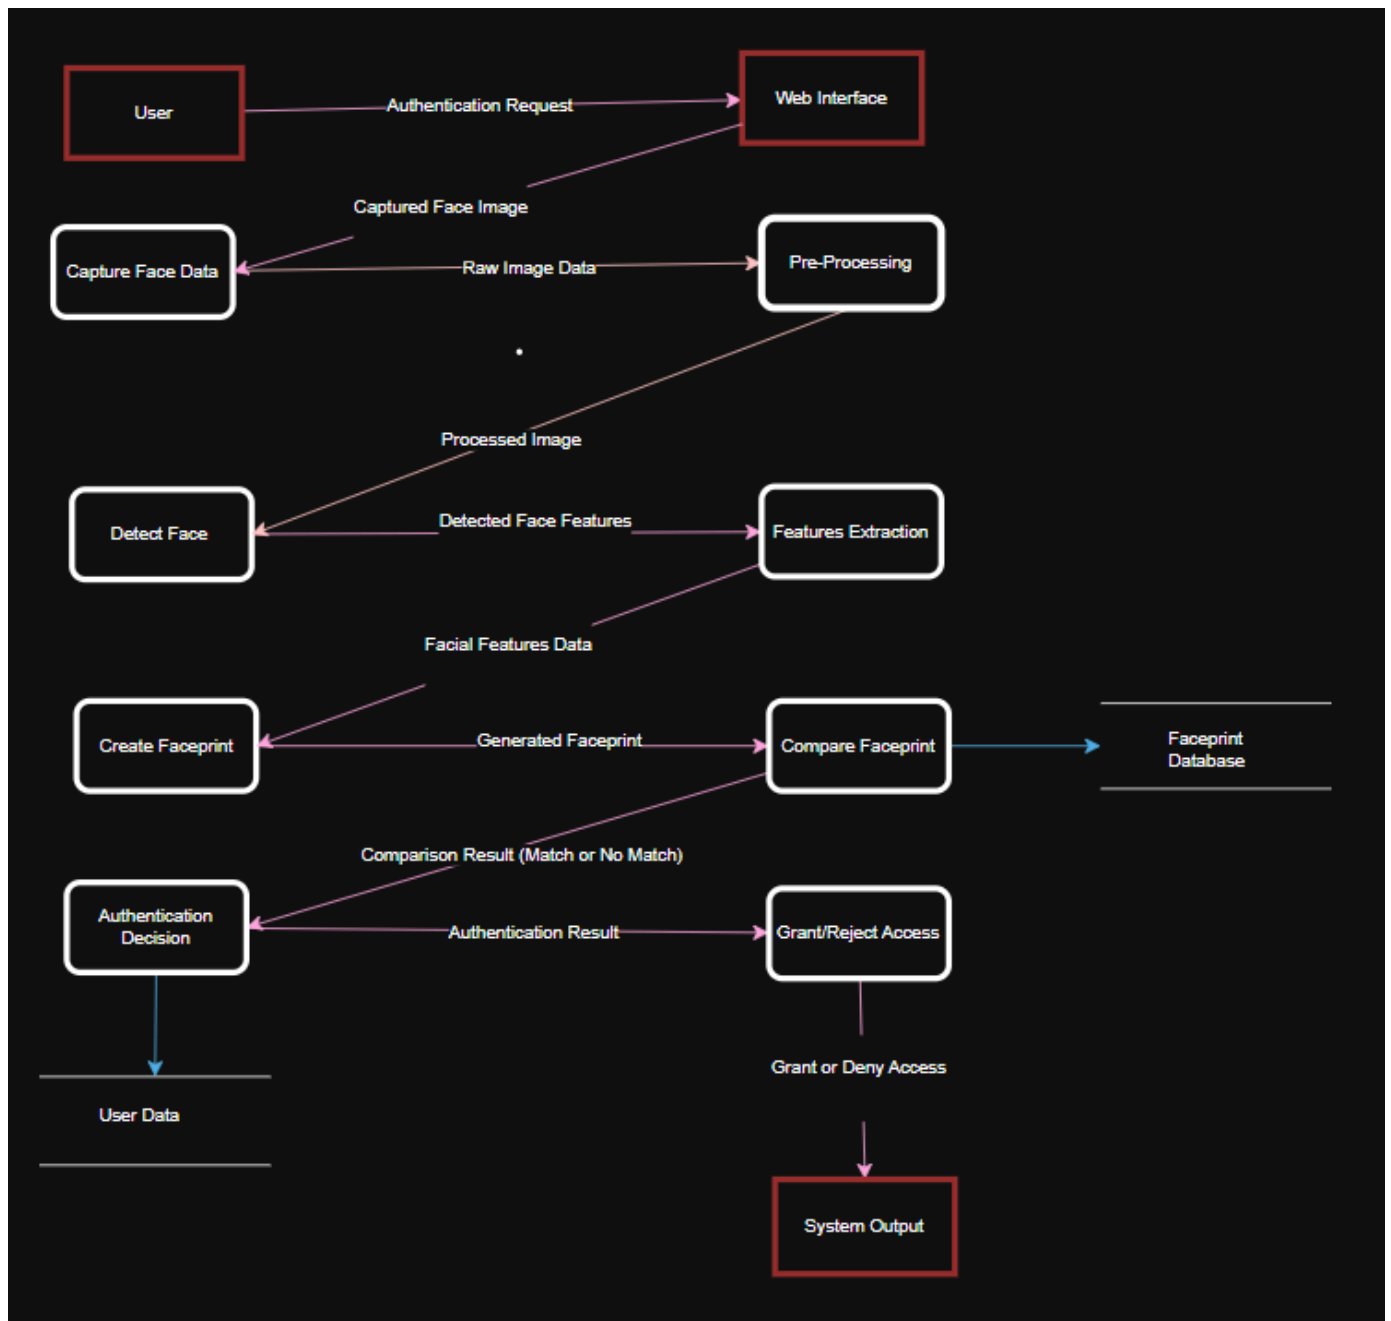 User
Authentication Request
Web Interface
Captured Face Image
Capture Face Data
Raw Image Data
Pre-Processing
Processed Image
Detect Face
Detected Face Features
Features Extraction
Facial Features Data
Create Faceprint
Generated Faceprint
Compare Faceprint
Faceprint
Database
Comparison Result (Match or No Match)
Authentication
Decision
Authentication Result
Grant/Reject Access
Grant or Deny Access
User Data
System Output